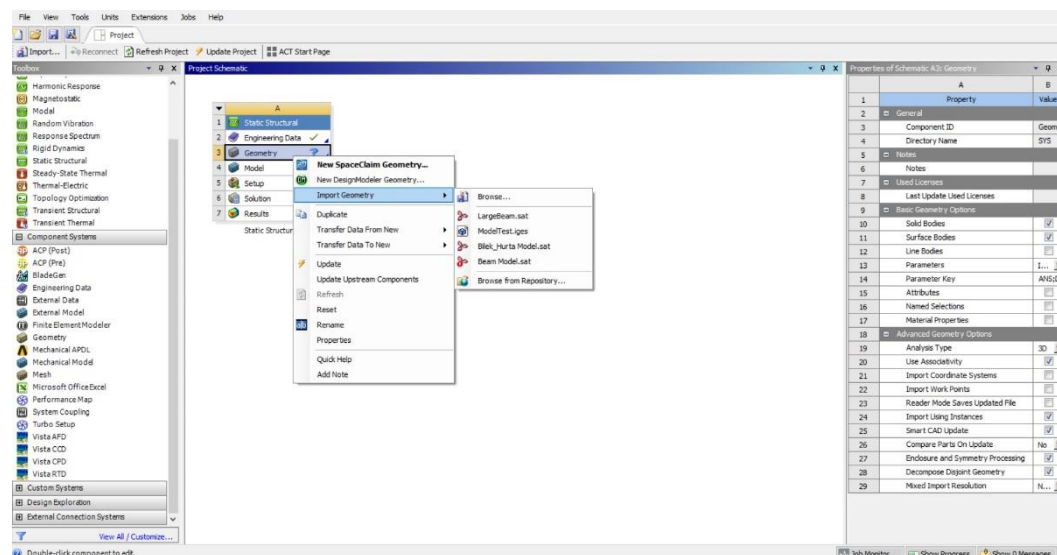 File View Tools Units Extensions Jobs Help
Project
Import... Reconnect Refresh Project Update Project ACT Start Page
Toolbox
Harmonic Response
Magnetostatic
Modal
Random Vibration
Response Spectrum
Rigid Dynamics
Static Structural
Steady-State Thermal
Thermal-Electric
Topology Optimization
Transient Structural
Transient Thermal
Component Systems
ACP (Post)
ACP (Pre)
BladeGen
Engineering Data
External Data
External Model
Finite Element Modeler
Geometry
Mechanical APDL
Mechanical Model
Mesh
Microsoft Office Excel
Performance Map
System Coupling
Turbo Setup
Vista AFD
Vista CCD
Vista CPD
Vista RTD
Custom Systems
Design Exploration
External Connection Systems
View All / Customize...
Double-click component to edit.
Project Schematic
A
1 Static Structural
2 Engineering Data
3 Geometry
4 Model
5 Setup
6 Solution
7 Results
Static Structur
New SpaceClaim Geometry...
New DesignModeler Geometry...
Import Geometry
Duplicate
Transfer Data From New
Transfer Data To New
Update
Update Upstream Components
Refresh
Reset
Rename
Properties
Quick Help
Add Note
Browse...
LargeBeam.sat
ModelTest.iges
Bilek_Hurta Model.sat
Beam Model.sat
Browse from Repository...
Properties of Schematic A3: Geometry
A B
1 Property Value
2 General
3 Component ID Geom
4 Directory Name SYS
5 Notes
6 Notes
7 Used Licenses
8 Last Update Used Licenses
9 Basic Geometry Options
10 Solid Bodies
11 Surface Bodies
12 Line Bodies
13 Parameters I...
14 Parameter Key ANS;D
15 Attributes
16 Named Selections
17 Material Properties
18 Advanced Geometry Options
19 Analysis Type 3D
20 Use Associativity
21 Import Coordinate Systems
22 Import Work Points
23 Reader Mode Saves Updated File
24 Import Using Instances
25 Smart CAD Update
26 Compare Parts On Update No
27 Enclosure and Symmetry Processing
28 Decompose Disjoint Geometry
29 Mixed Import Resolution N...
Job Monitor... Show Progress Show 0 Messages